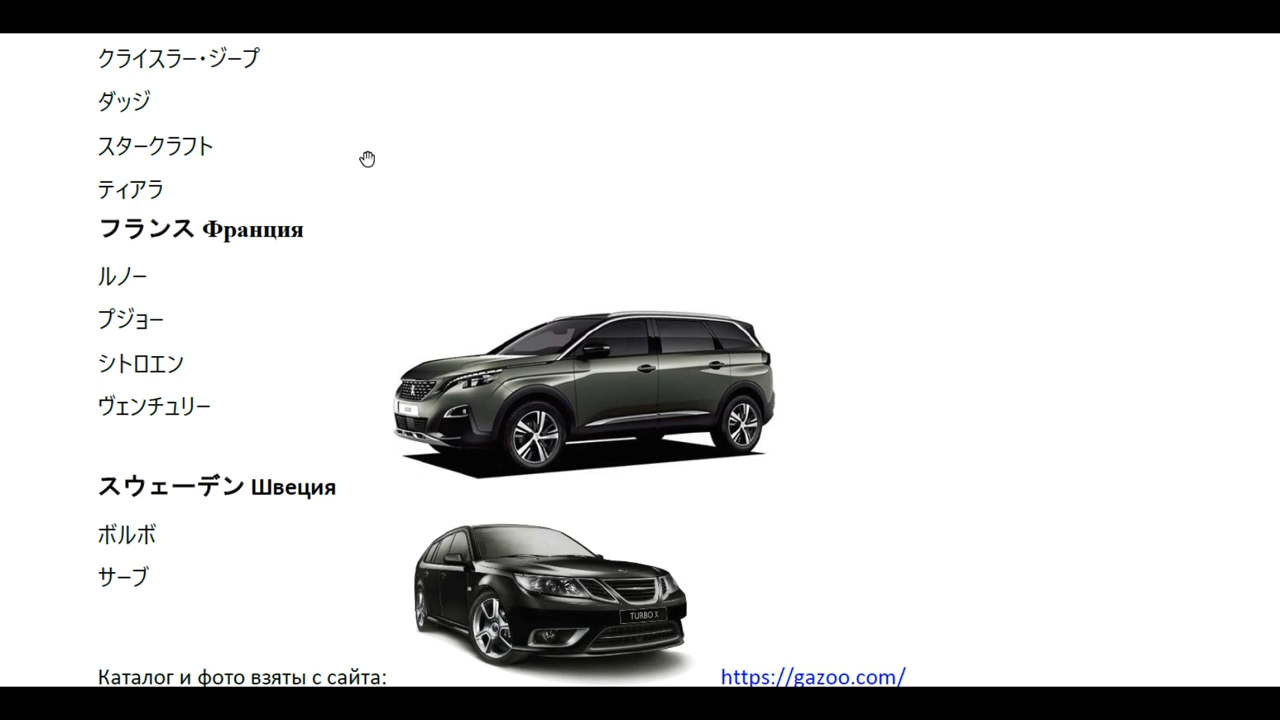 クライスラー・ジープ
ダッジ
スタークラフト
ティアラ
フランス Франция
ルノー
プジョー
シトロエン
ヴェンチュリー
スウェーデン Швеция
ボルボ
サーブ
TURBO X
Каталог и фото взяты с сайта: https://gazoo.com/